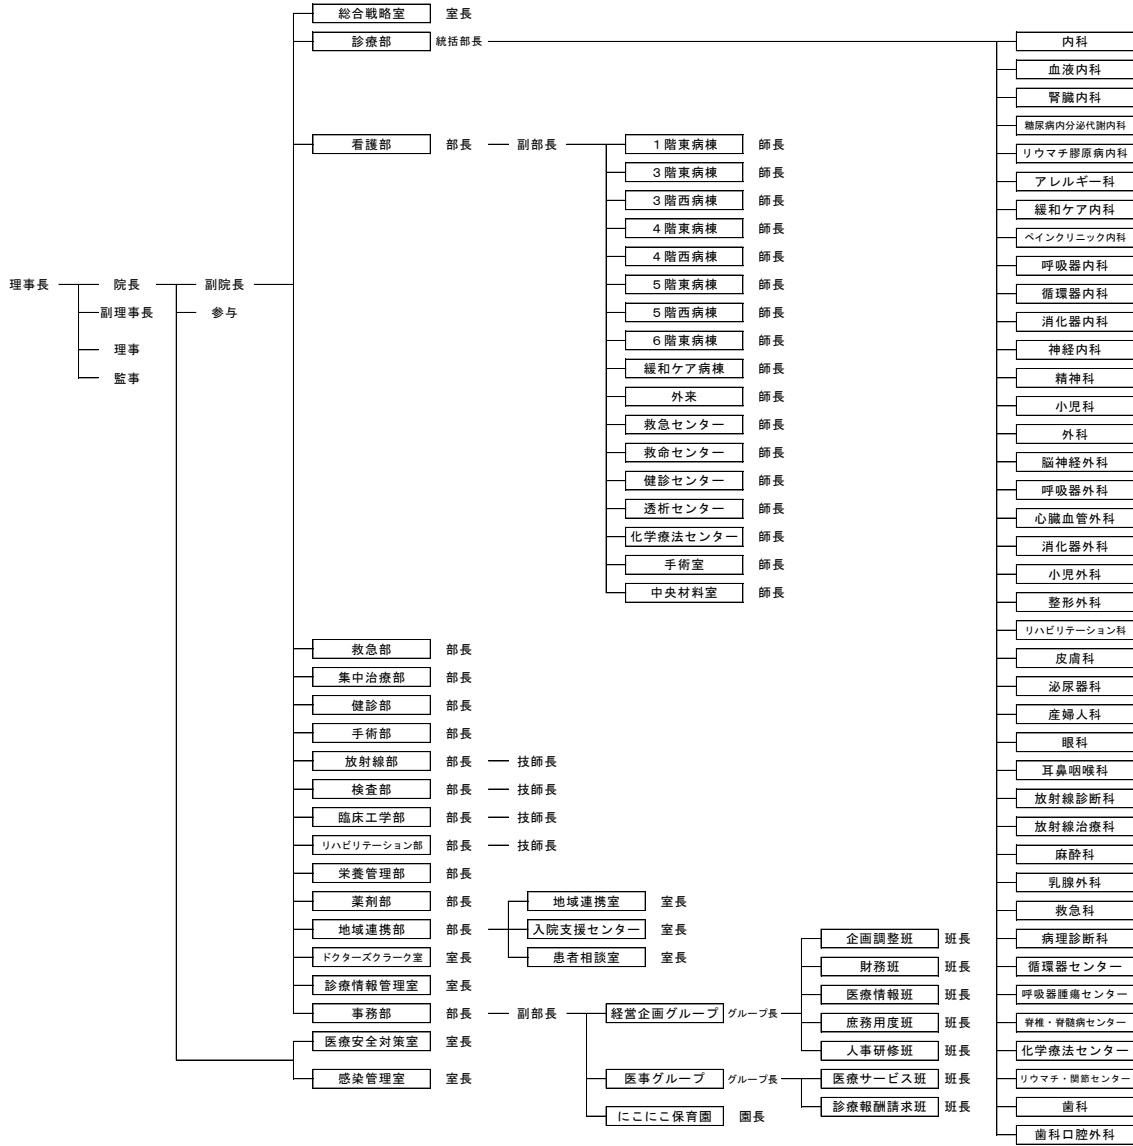 総合戦略室 室長
診療部 統括部長
内科
血液内科
腎臓内科
糖尿病内分泌代謝内科
看護部 部長 副部長 1階東病棟 師長
リウマチ膠原病内科
3階東病棟 師長
アレルギー科
3階西病棟 師長
緩和ケア内科
4階東病棟 師長
ペインクリニック内科
4階西病棟 師長
呼吸器内科
理事長 院長 副院長 5階東病棟 師長
循環器内科
副理事長 参与 5階西病棟 師長
消化器内科
6階東病棟 師長
理事
神経内科
緩和ケア病棟 師長
監事
精神科
外来 師長
小児科
救急センター 師長
外科
救命センター 師長
脳神経外科
健診センター 師長
呼吸器外科
透析センター 師長
心臓血管外科
化学療法センター 師長
消化器外科
手術室 師長
小児外科
中央材料室 師長
整形外科
リハビリテーション科
救急部 部長
皮膚科
集中治療部 部長
泌尿器科
健診部 部長
産婦人科
手術部 部長
眼科
放射線部 部長 技師長
耳鼻咽喉科
検査部 部長 技師長
放射線診断科
臨床工学部 部長 技師長
放射線治療科
リハビリテーション部 部長 技師長
麻酔科
栄養管理部 部長
乳腺外科
薬剤部 部長 地域連携室 室長
救急科
地域連携部 部長 入院支援センター 室長
企画調整班 班長
病理診断科
ドクターズクラーク室 室長 患者相談室 室長
財務班 班長
循環器センター
診療情報管理室 室長
医療情報班 班長
呼吸器腫瘍センター
事務部 部長 副部長 経営企画グループ グループ長
庶務用度班 班長
脊椎・脊髄病センター
医療安全対策室 室長
人事研修班 班長
化学療法センター
感染管理室 室長 医事グループ グループ長 医療サービス班 班長
リウマチ・関節センター
診療報酬請求班 班長
歯科
にこにこ保育園 園長
歯科口腔外科